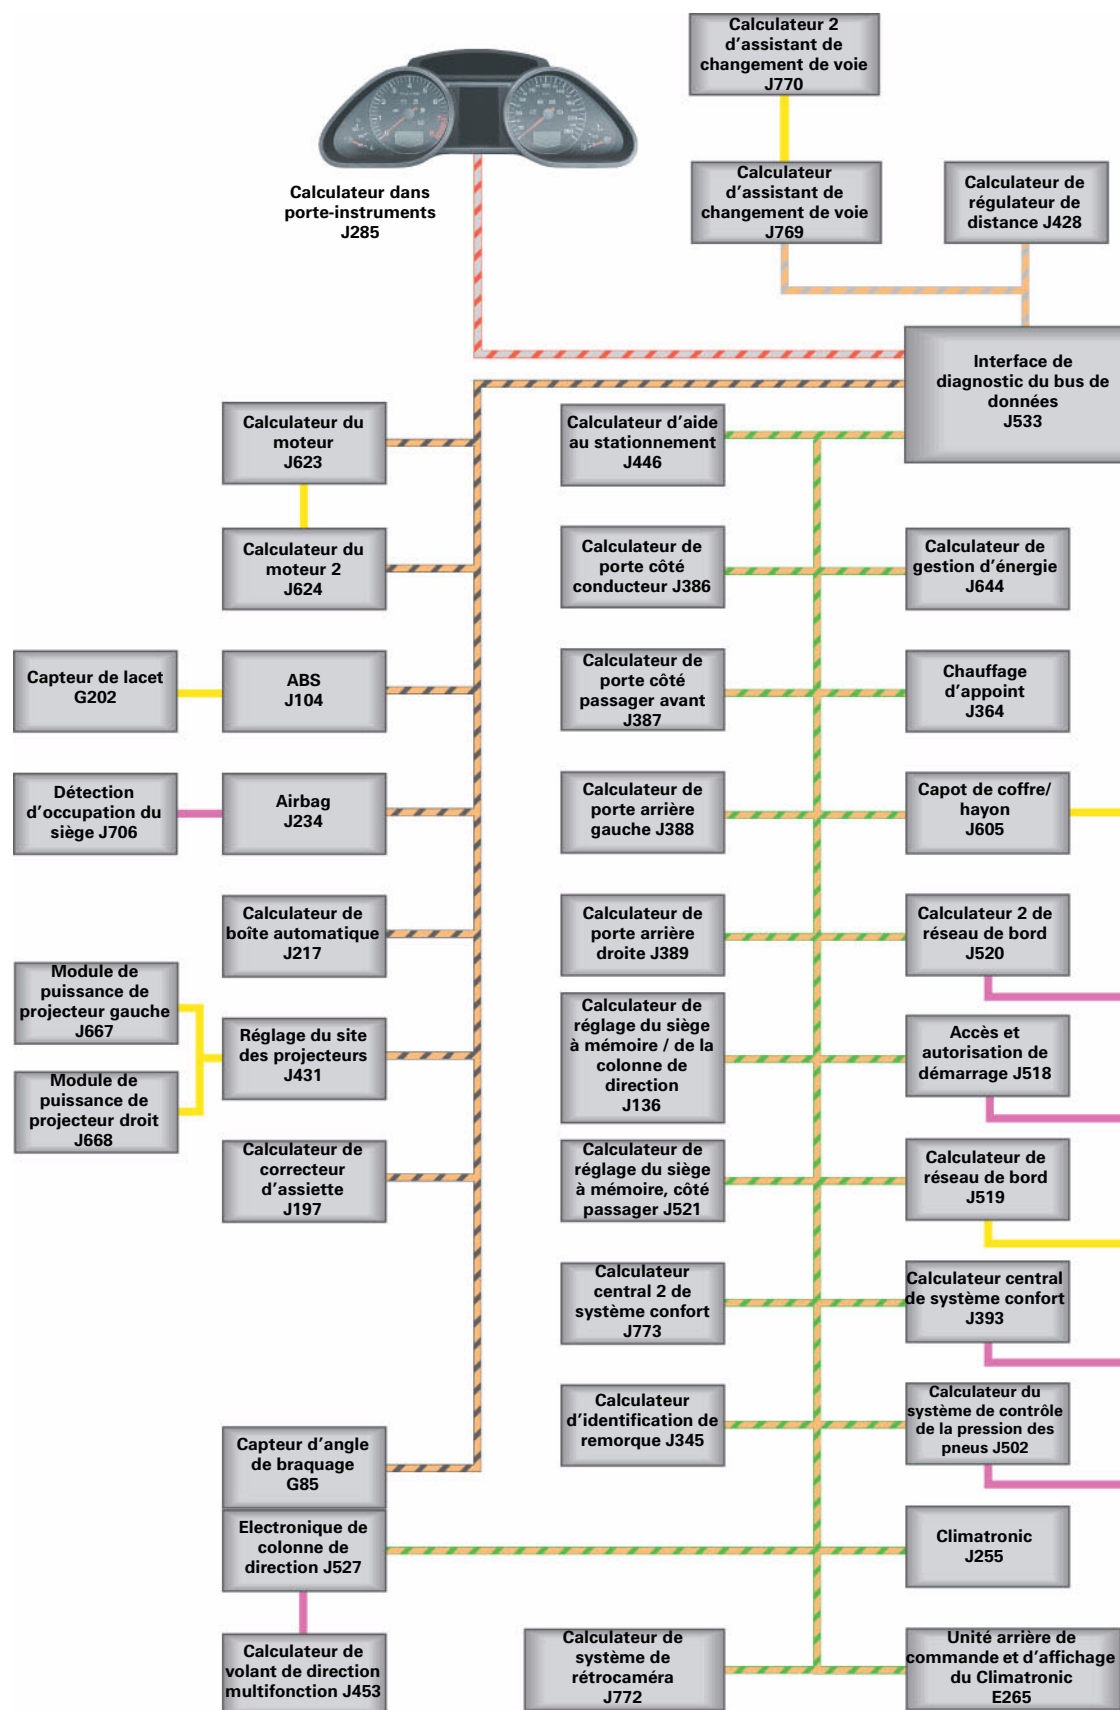 Calculateur 2
d'assistant de
changement de voie
J770
Calculateur dans
porte-instruments
J285
Calculateur
d'assistant de
changement de voie
J769
Calculateur de
régulateur de
distance J428
Interface de
diagnostic du bus de
données
J533
Calculateur du
moteur
J623
Calculateur d'aide
au stationnement
J446
Calculateur du
moteur 2
J624
Calculateur de
porte côté
conducteur J386
Calculateur de
gestion d'énergie
J644
Capteur de lacet
G202
ABS
J104
Calculateur de
porte côté
passager avant
J387
Chauffage
d'appoint
J364
Détection
d'occupation du
siège J706
Airbag
J234
Calculateur de
porte arrière
gauche J388
Capot de coffre/
hayon
J605
Calculateur de
boîte automatique
J217
Calculateur de
porte arrière
droite J389
Calculateur 2 de
réseau de bord
J520
Module de
puissance de
projecteur gauche
J667
Réglage du site
des projecteurs
J431
Calculateur de
réglage du siège
à mémoire / de la
colonne de
direction
J136
Accès et
autorisation de
démarrage J518
Module de
puissance de
projecteur droit
J668
Calculateur de
correcteur
d'assiette
J197
Calculateur de
réglage du siège
à mémoire, côté
passager J521
Calculateur de
réseau de bord
J519
Calculateur
central 2 de
système confort
J773
Calculateur central
de système confort
J393
Calculateur
d'identification de
remorque J345
Calculateur du
système de contrôle
de la pression des
pneus J502
Capteur d'angle
de braquage
G85
Electronique de
colonne de
direction J527
Climatronic
J255
Calculateur de
volant de direction
multifonction J453
Calculateur de
système de
rétrocaméra
J772
Unité arrière de
commande et d'affichage
du Climatronic
E265